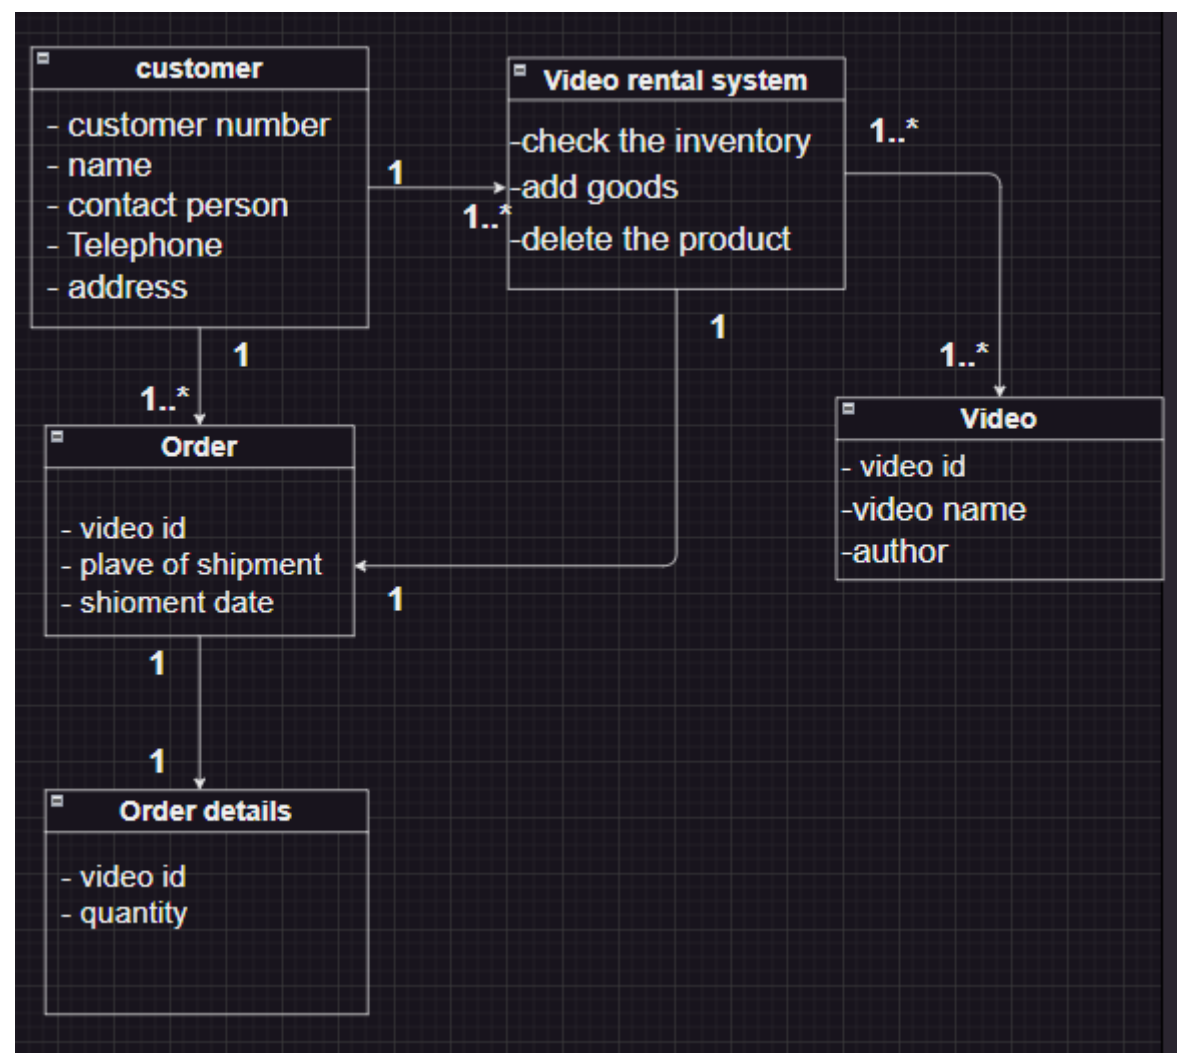 customer
- customer number
- name
- contact person
- Telephone
- address
1
1..*
Video rental system
-check the inventory
-add goods
-delete the product
1..*
1..*
1
1
1
1..*
Order
- video id
- plave of shipment
- shioment date
Video
- video id
-video name
-author
1
1
Order details
- video id
- quantity